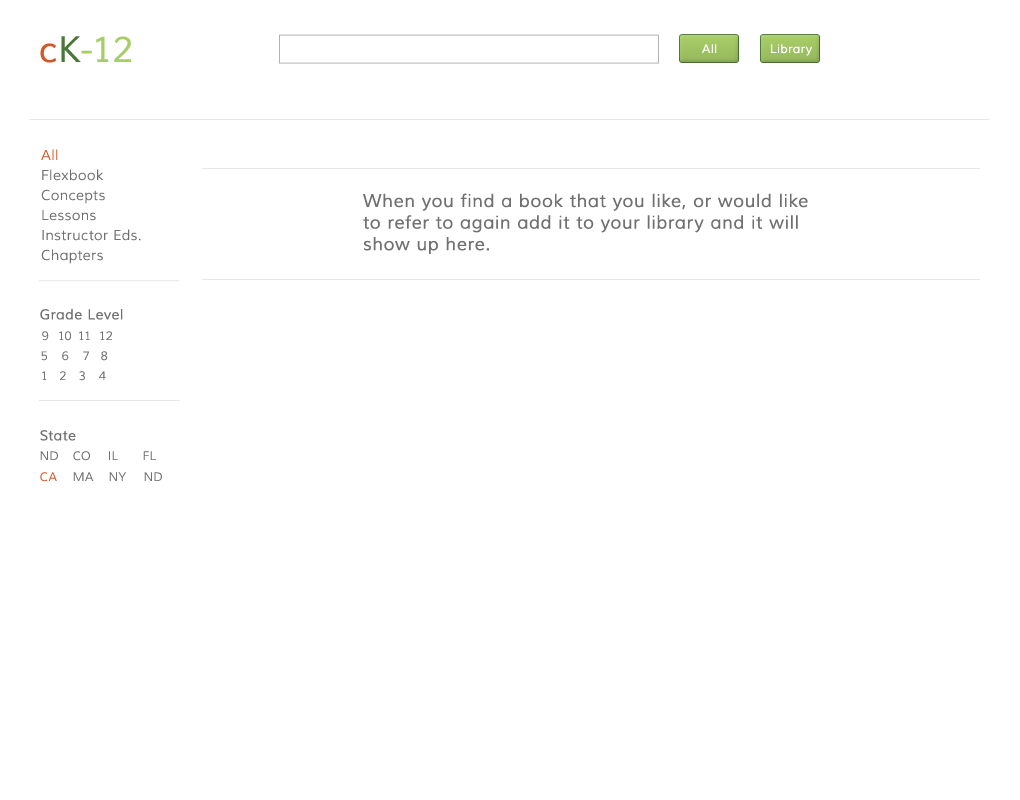 cK-12
All
Library
All
Flexbook
Concepts
Lessons
Instructor Eds.
Chapters
When you find a book that you like, or would like
to refer to again add it to your library and it will
show up here.
Grade Level
9 10 11 12
5 6 7 8
1 2 3 4
State
ND CO IL FL
CA MA NY ND